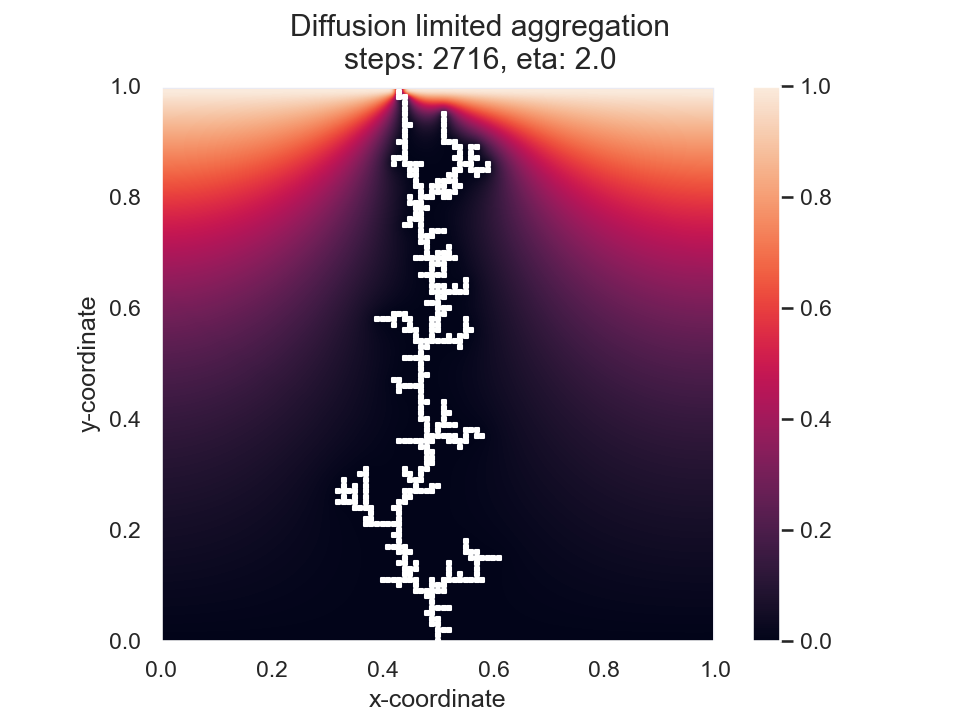 Diffusion limited aggregation
steps: 2716, eta: 2.0
1.0
0.8
0.6
0.4
0.2
0.0
y-coordinate
0.0 0.2 0.4 0.6 0.8 1.0
x-coordinate
1.0
0.8
0.6
0.4
0.2
0.0